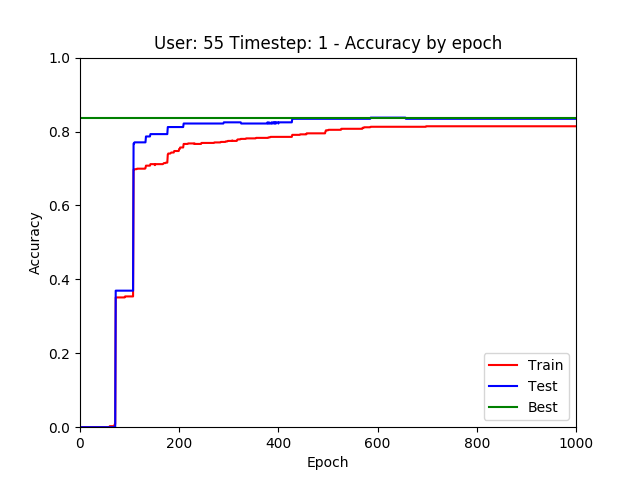 User: 55 Timestep: 1 - Accuracy by epoch
1.0
0.8
0.6
0.4
0.2
0.0
Accuracy
0 200 400 600 800 1000
Epoch
Train
Test
Best